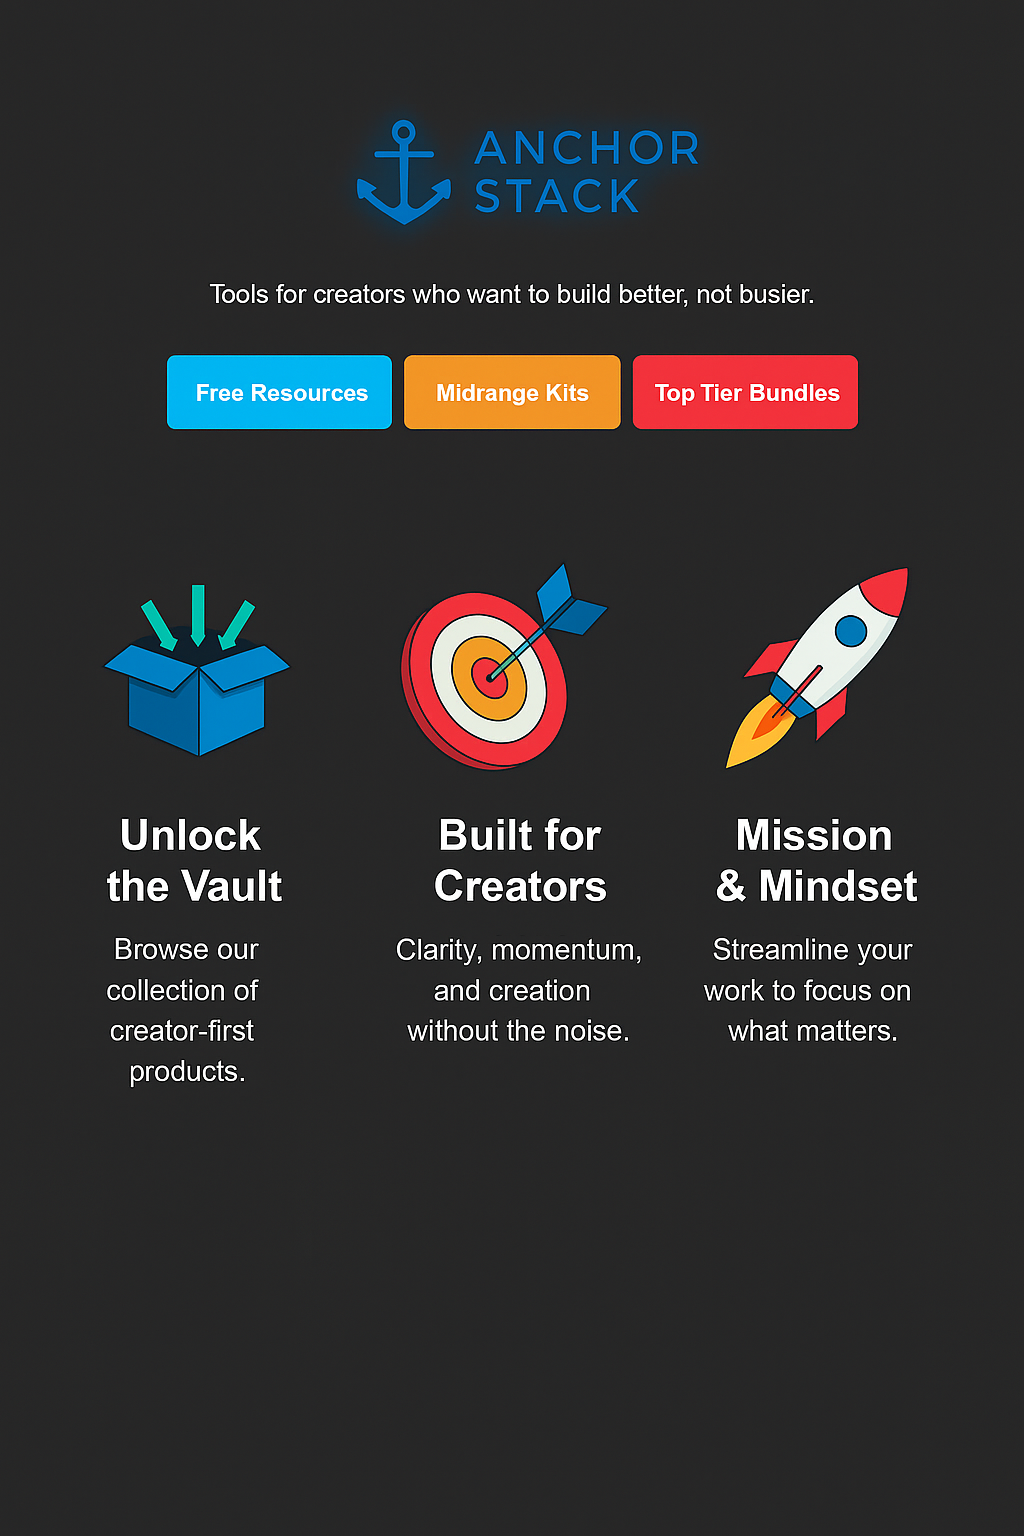 ANCHOR
STACK
Tools for creators who want to build better, not busier.
Free Resources
Midrange Kits
Top Tier Bundles
Unlock
the Vault
Browse our
collection of
creator-first
products.
Built for
Creators
Clarity, momentum,
and creation
without the noise.
Mission
& Mindset
Streamline your
work to focus on
what matters.